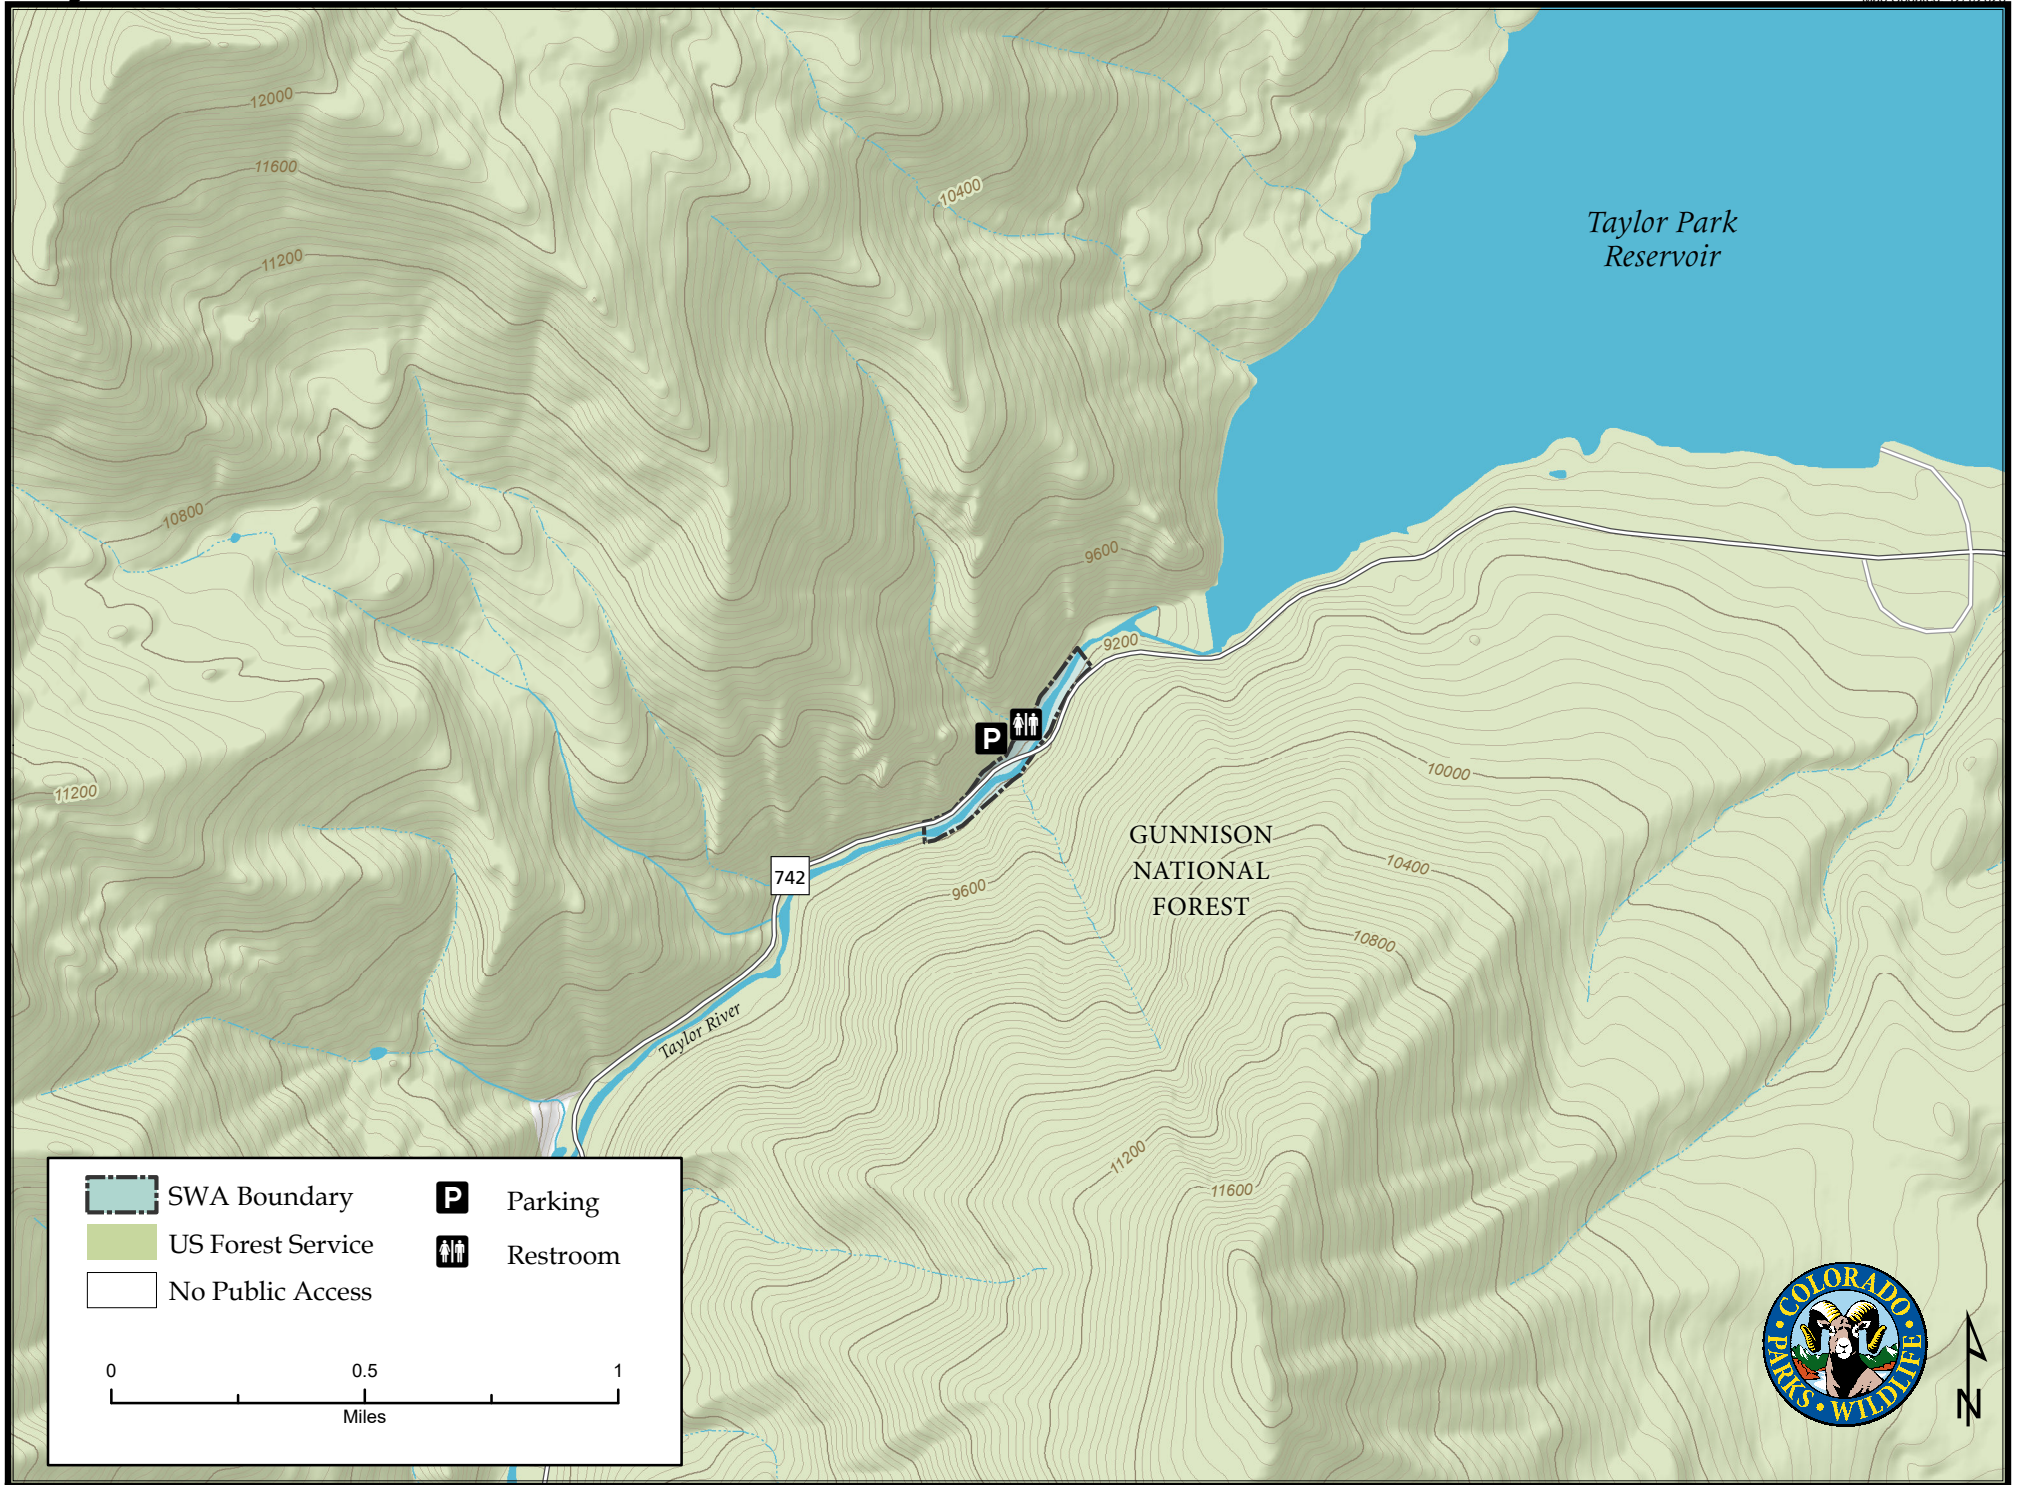 12000
11600
10400
11200
Taylor Park
Reservoir
10800
9600
9200
P
11200
10000
742
GUNNISON
NATIONAL
FOREST
9600
10400
10800
Taylor River
11200
11600
SWA Boundary
US Forest Service
No Public Access
P Parking
Restroom
0 0.5 1
Miles
COLORADO
PARKS • WILDLIFE
N